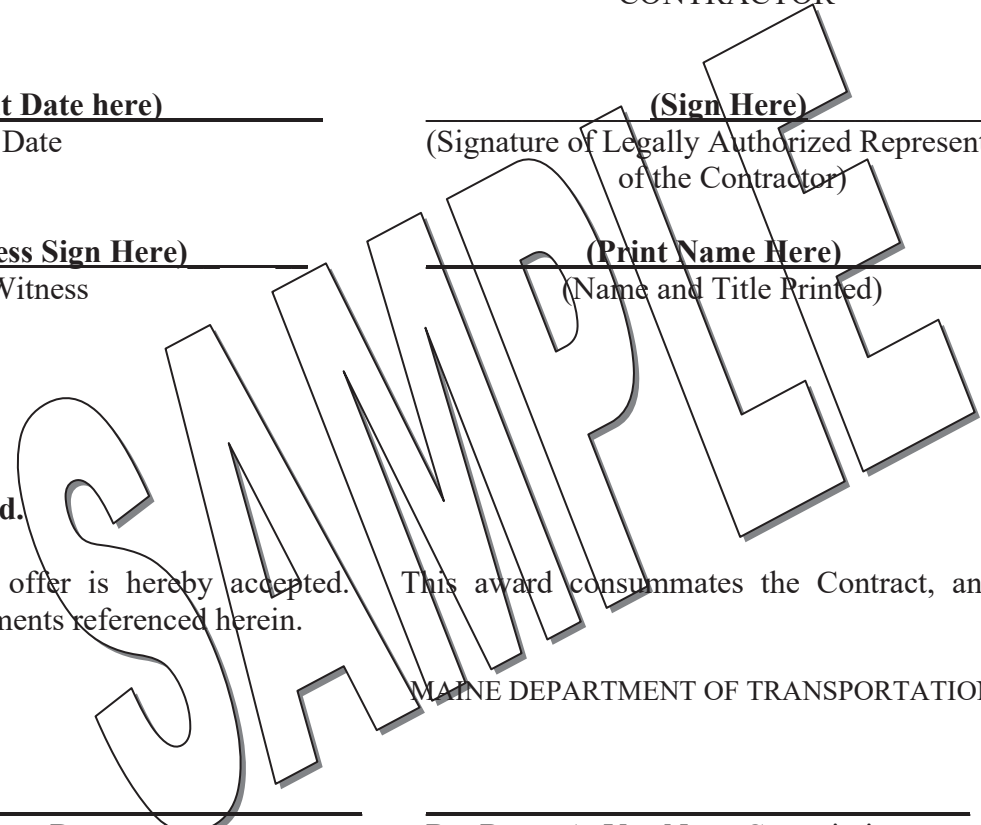 CONTRACTOR
t Date here) (Sign Here)
Date (Signature of Legally Authorized Represent
of the Contractor)
ess Sign Here) (Print Name Here)
Witness (Name and Title Printed)
SAMPLE
d.
offer is hereby accepted. This award consummates the Contract, an
ments referenced herein.
MAINE DEPARTMENT OF TRANSPORTATION